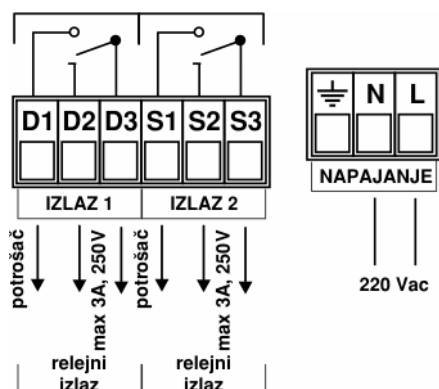 D1 D2 D3 S1 S2 S3
IZLAZ 1 IZLAZ 2
potrošač
max 3A, 250V
potrošač
max 3A, 250V
relejni
izlaz
relejni
izlaz
N L
NAPAJANJE
220 Vac